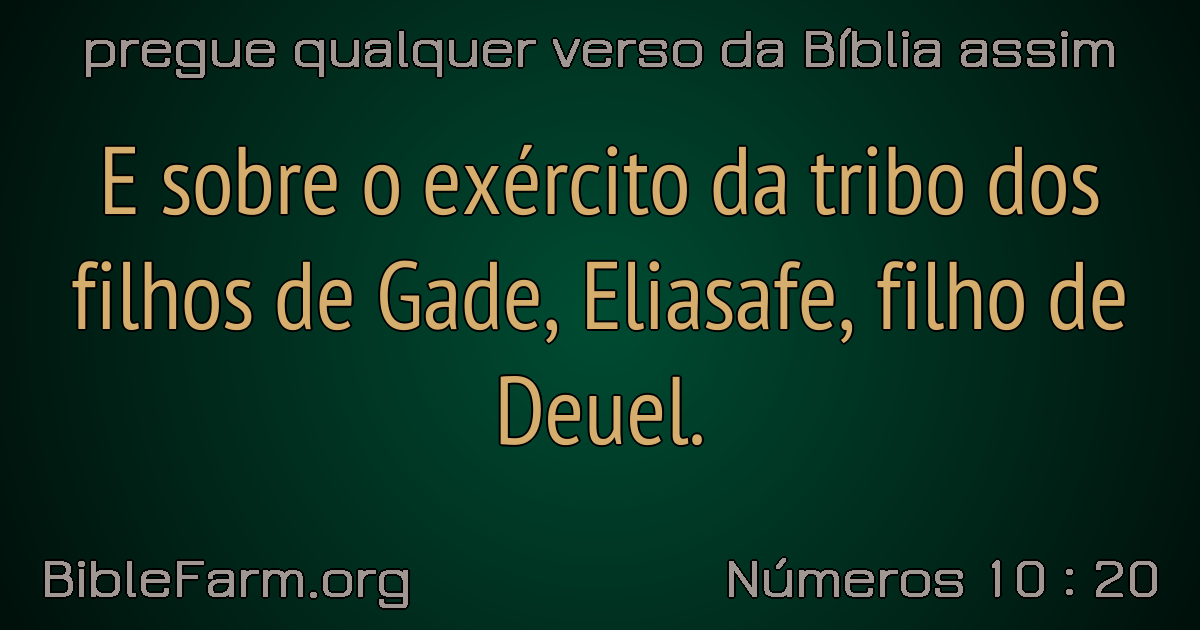 pregue qualquer verso da Bíblia assim
E sobre o exército da tribo dos
filhos de Gade, Eliasafe, filho de
Deuel.
BibleFarm.org
Números 10 : 20